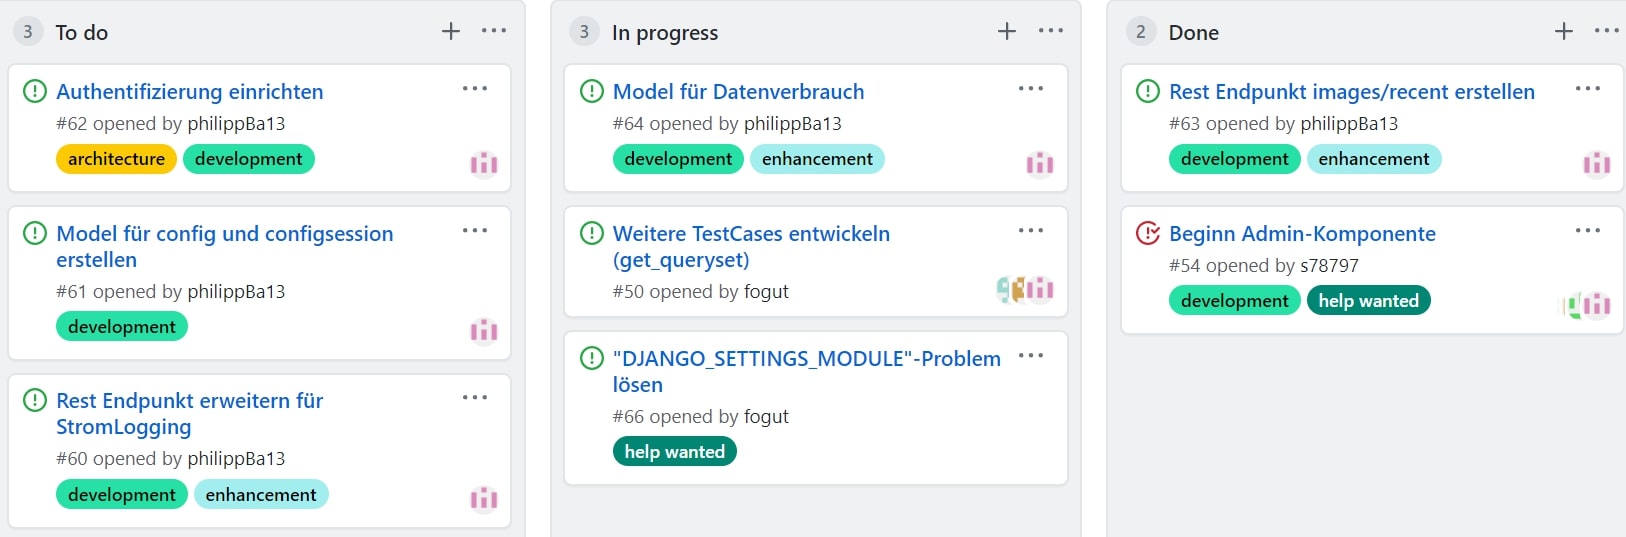 3 To do
Authentifizierung einrichten
#62 opened by philippBa13
architecture development
Model für config und configsession
erstellen
#61 opened by philippBa13
development
Rest Endpunkt erweitern für
StromLogging
#60 opened by philippBa13
development enhancement
3 In progress
Model für Datenverbrauch
#64 opened by philippBa13
development enhancement
Weitere TestCases entwickeln
(get_queryset)
#50 opened by fogut
"DJANGO_SETTINGS_MODULE"-Problem
lösen
#66 opened by fogut
help wanted
2 Done
Rest Endpunkt images/recent erstellen
#63 opened by philippBa13
development enhancement
Beginn Admin-Komponente
#54 opened by s78797
development help wanted